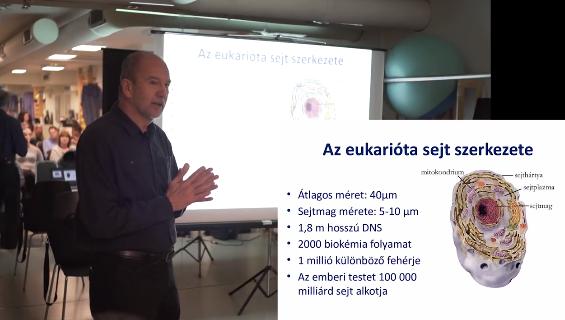 Az eukarióta sejt szerkezete
Az eukarióta sejt szerkezete
mitokondrium
sejthártya
sejtplazma
sejtmag
• Átlagos méret: 40µm
• Sejtmag mérete: 5-10 µm
• 1,8 m hosszú DNS
• 2000 biokémia folyamat
• 1 millió különböző fehérje
• Az emberi testet 100 000
milliárd sejt alkotja